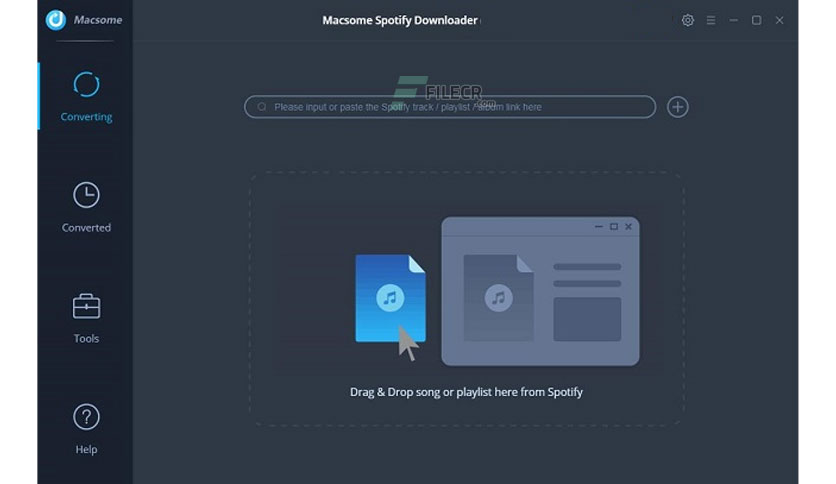 Macsome
Macsome Spotify Downloader
FILECR
.com
Please input or paste the Spotify track / playlist / album link here
Converting
Converted
Tools
Help
Drag & Drop song or playlist here from Spotify